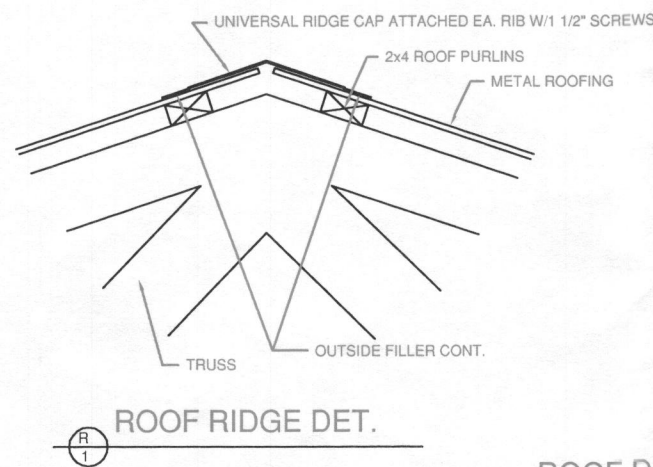 UNIVERSAL RIDGE CAP ATTACHED EA. RIB W/1 1/2" SCREWS
2x4 ROOF PURLINS
METAL ROOFING
OUTSIDE FILLER CONT.
TRUSS
ROOF RIDGE DET.
R
1